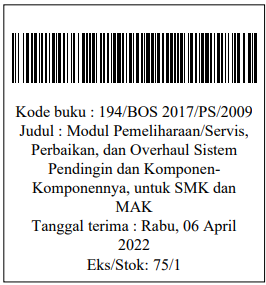 Kode buku : 194/BOS 2017/PS/2009
Judul : Modul Pemeliharaan/Servis,
Perbaikan, dan Overhaul Sistem
Pendingin dan Komponen-
Komponennya, untuk SMK dan
MAK
Tanggal terima : Rabu, 06 April
2022
Eks/Stok: 75/1